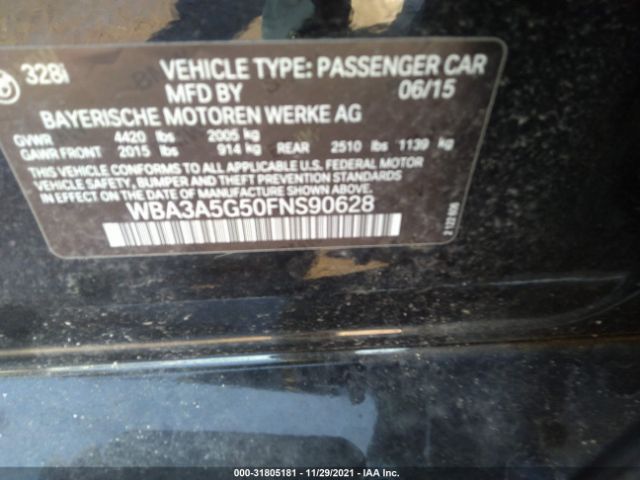 328i VEHICLE TYPE: PASSENGER CAR
MFD BY 06/15
BAYERISCHE MOTOREN WERKE AG
GVWR 4420 lbs 2005 kg
GAWR FRONT 2015 lbs 914 kg REAR 2510 lbs 1139 kg
THIS VEHICLE CONFORMS TO ALL APPLICABLE U.S. FEDERAL MOTOR
VEHICLE SAFETY, BUMPER AND THEFT PREVENTION STANDARDS
IN EFFECT ON THE DATE OF MANUFACTURE SHOWN ABOVE.
WBA3A5G50FNS90628
000-31805181 - 11/29/2021 - IAA Inc.